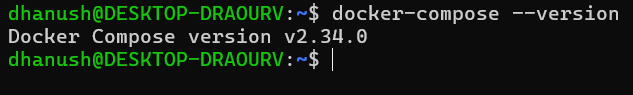 dhanush@DESKTOP-DRAOURV:~$ docker-compose --version
Docker Compose version v2.34.0
dhanush@DESKTOP-DRAOURV:~$